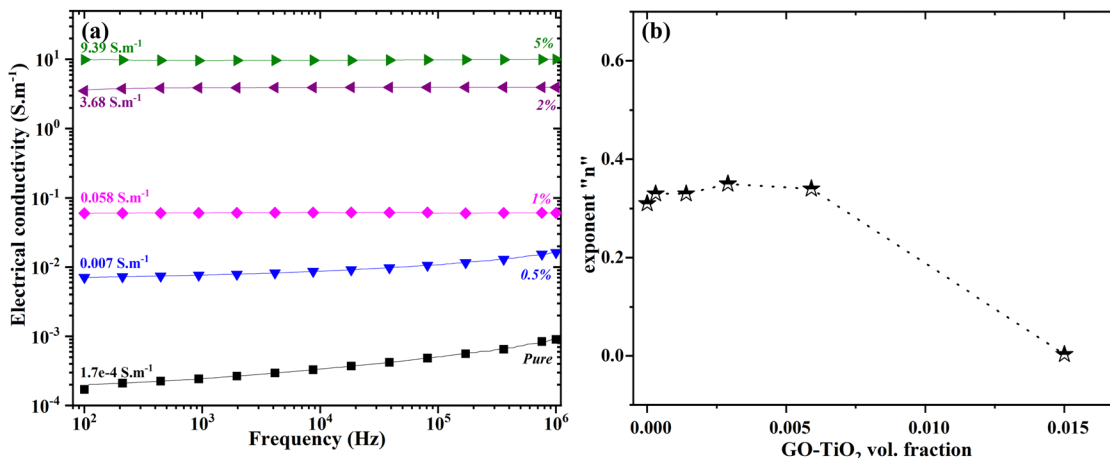 (a)
9.39 S.m⁻¹
5%
3.68 S.m⁻¹
2%
0.058 S.m⁻¹
1%
0.007 S.m⁻¹
0.5%
1.7e-4 S.m⁻¹
Pure
Electrical conductivity (S.m⁻¹)
10¹
10⁰
10⁻¹
10⁻²
10⁻³
10⁻⁴
10² 10³ 10⁴ 10⁵ 10⁶
Frequency (Hz)
(b)
exponent "n"
0.6
0.4
0.2
0.0
0.000 0.005 0.010 0.015
GO-TiO₂ vol. fraction